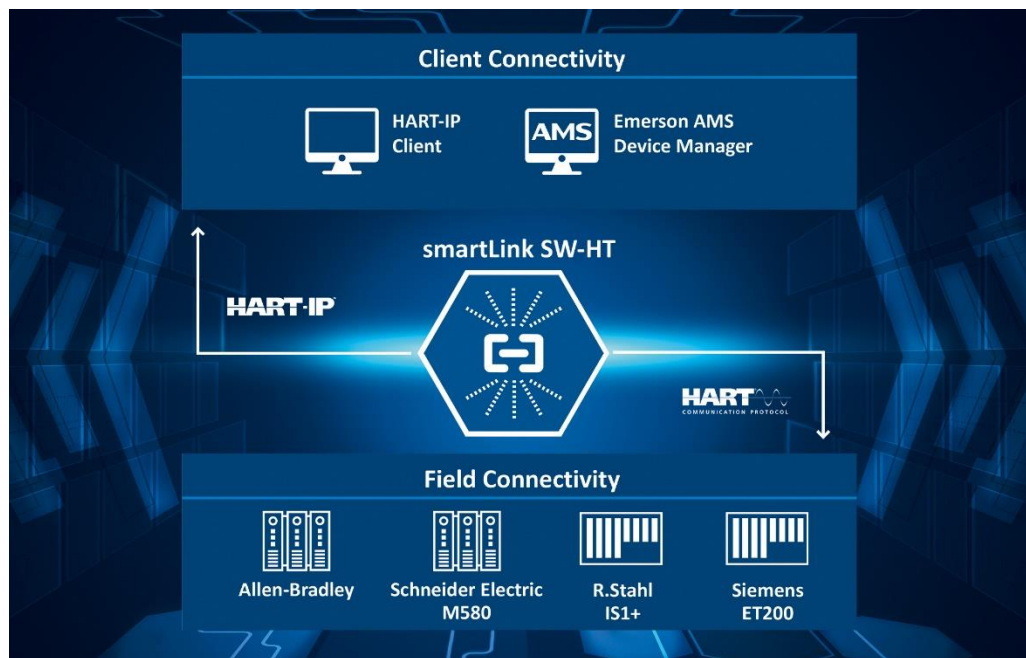 Client Connectivity
HART-IP
Client
AMS
Emerson AMS
Device Manager
smartLink SW-HT
HART-IP
HART
COMMUNICATION PROTOCOL
Field Connectivity
Allen-Bradley
Schneider Electric
M580
R.Stahl
IS1+
Siemens
ET200